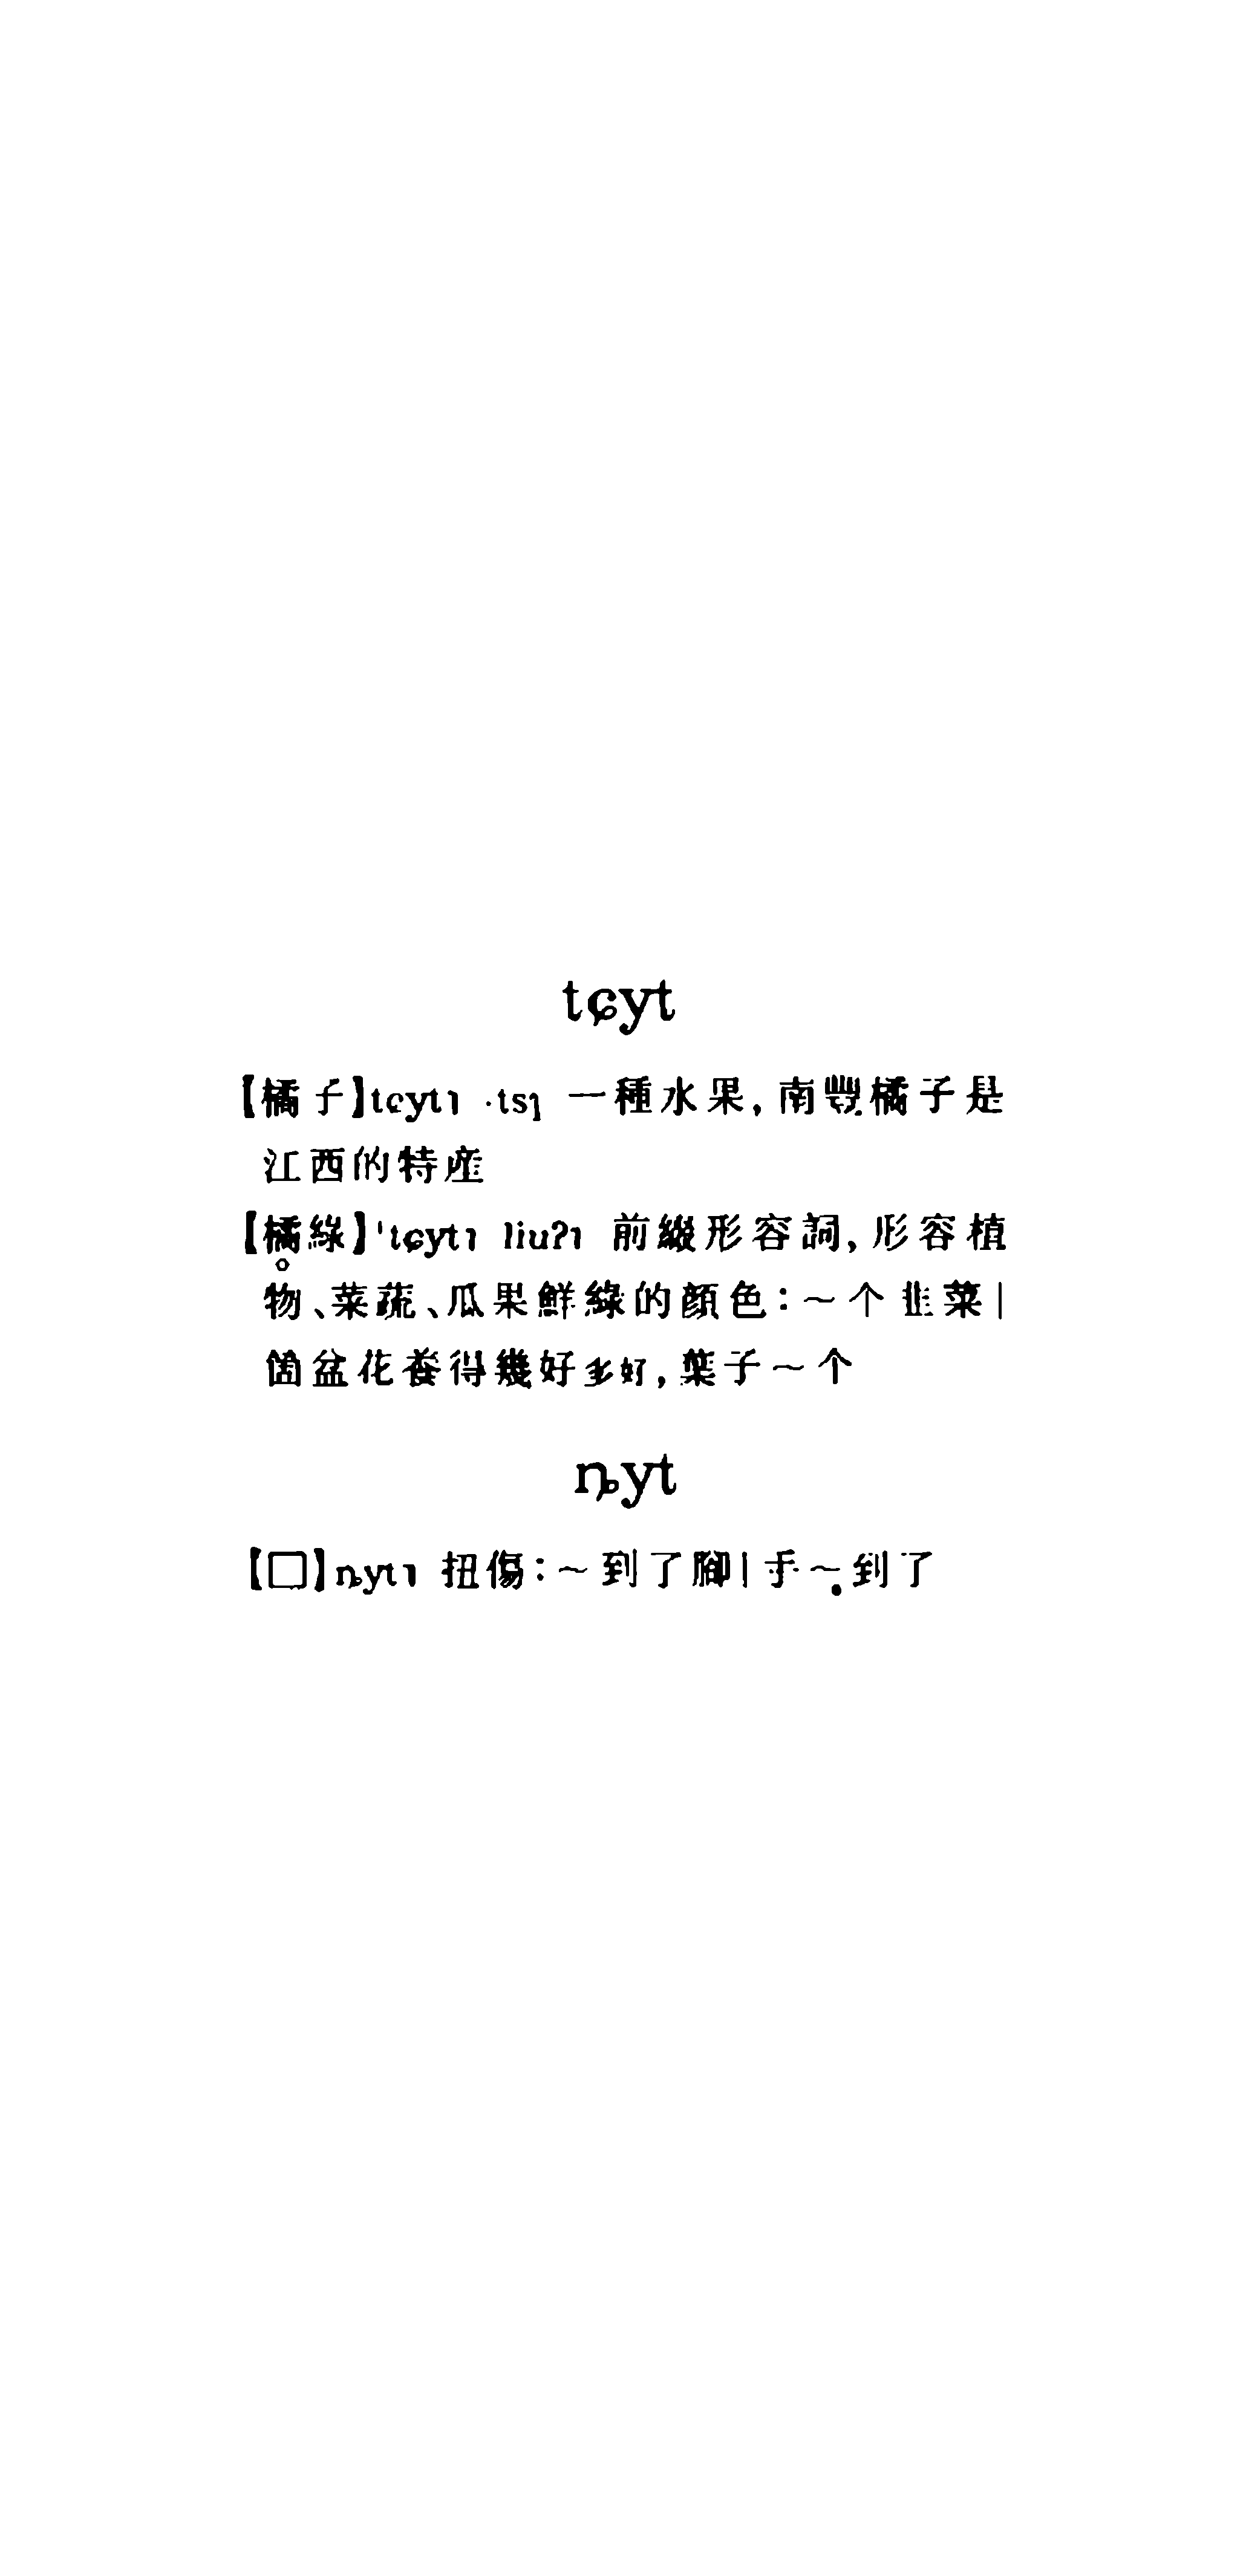 tɕyt
【橘子】tɕyt˥ ·tsɿ 一種水果，南豐橘子是
江西的特產
【橘綠】'tɕyt˥ liuʔ˥ 前綴形容詞，形容植
物、菜蔬、瓜果鮮綠的顏色：～个韭菜｜
箇盆花養得幾好多好，葉子～个
ȵyt
【□】ȵyt˥ 扭傷：～到了腳｜手～到了